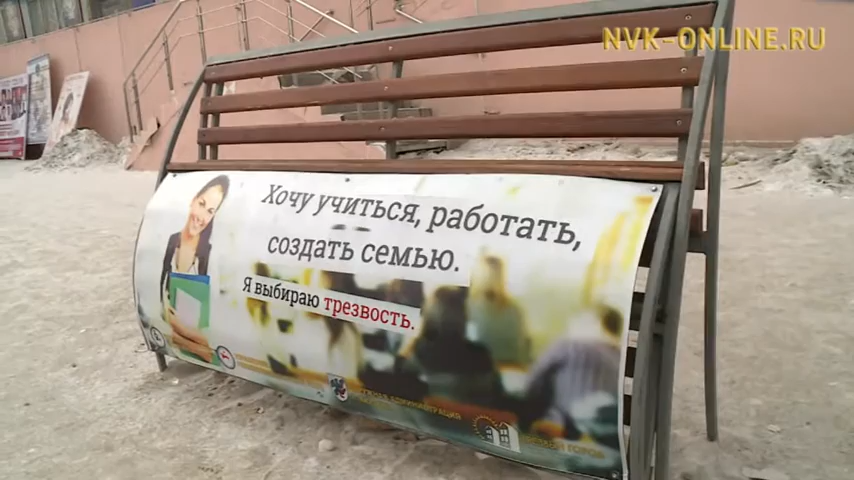 NVK-ONLINE.RU
Хочу учиться, работать,
создать семью.
Я выбираю трезвость.